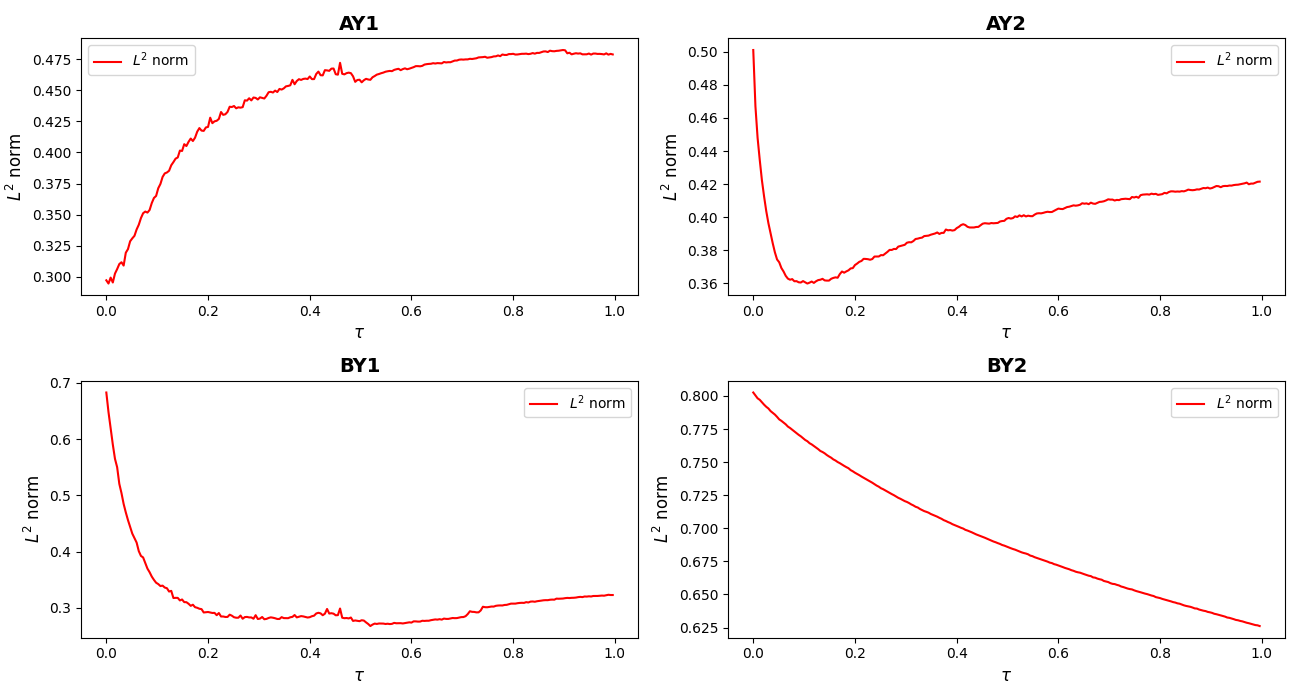 AY1
L² norm
0.475
0.450
0.425
0.400
0.375
0.350
0.325
0.300
L² norm
0.0 0.2 0.4 0.6 0.8 1.0
τ
AY2
L² norm
0.50
0.48
0.46
0.44
0.42
0.40
0.38
0.36
L² norm
0.0 0.2 0.4 0.6 0.8 1.0
τ
BY1
L² norm
0.7
0.6
0.5
0.4
0.3
L² norm
0.0 0.2 0.4 0.6 0.8 1.0
τ
BY2
L² norm
0.800
0.775
0.750
0.725
0.700
0.675
0.650
0.625
L² norm
0.0 0.2 0.4 0.6 0.8 1.0
τ